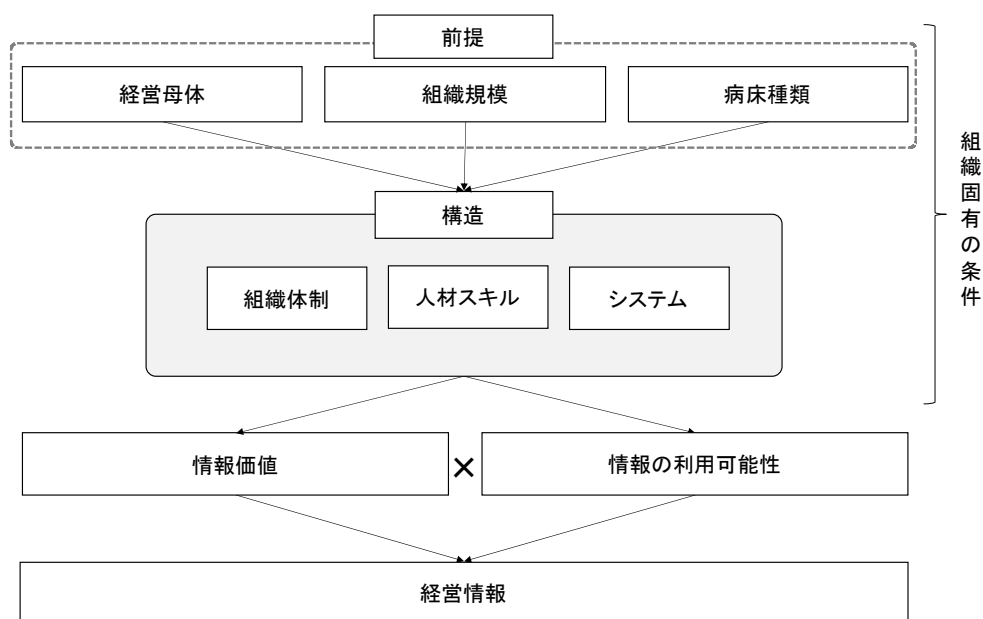 前提
経営母体
組織規模
病床種類
構造
組織体制
人材スキル
システム
組織固有の条件
情報価値
×
情報の利用可能性
経営情報